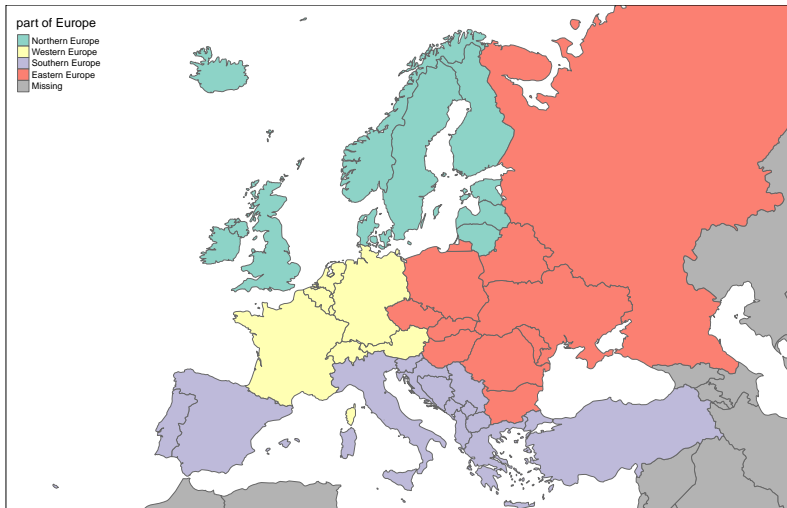 part of Europe
Northern Europe
Western Europe
Southern Europe
Eastern Europe
Missing